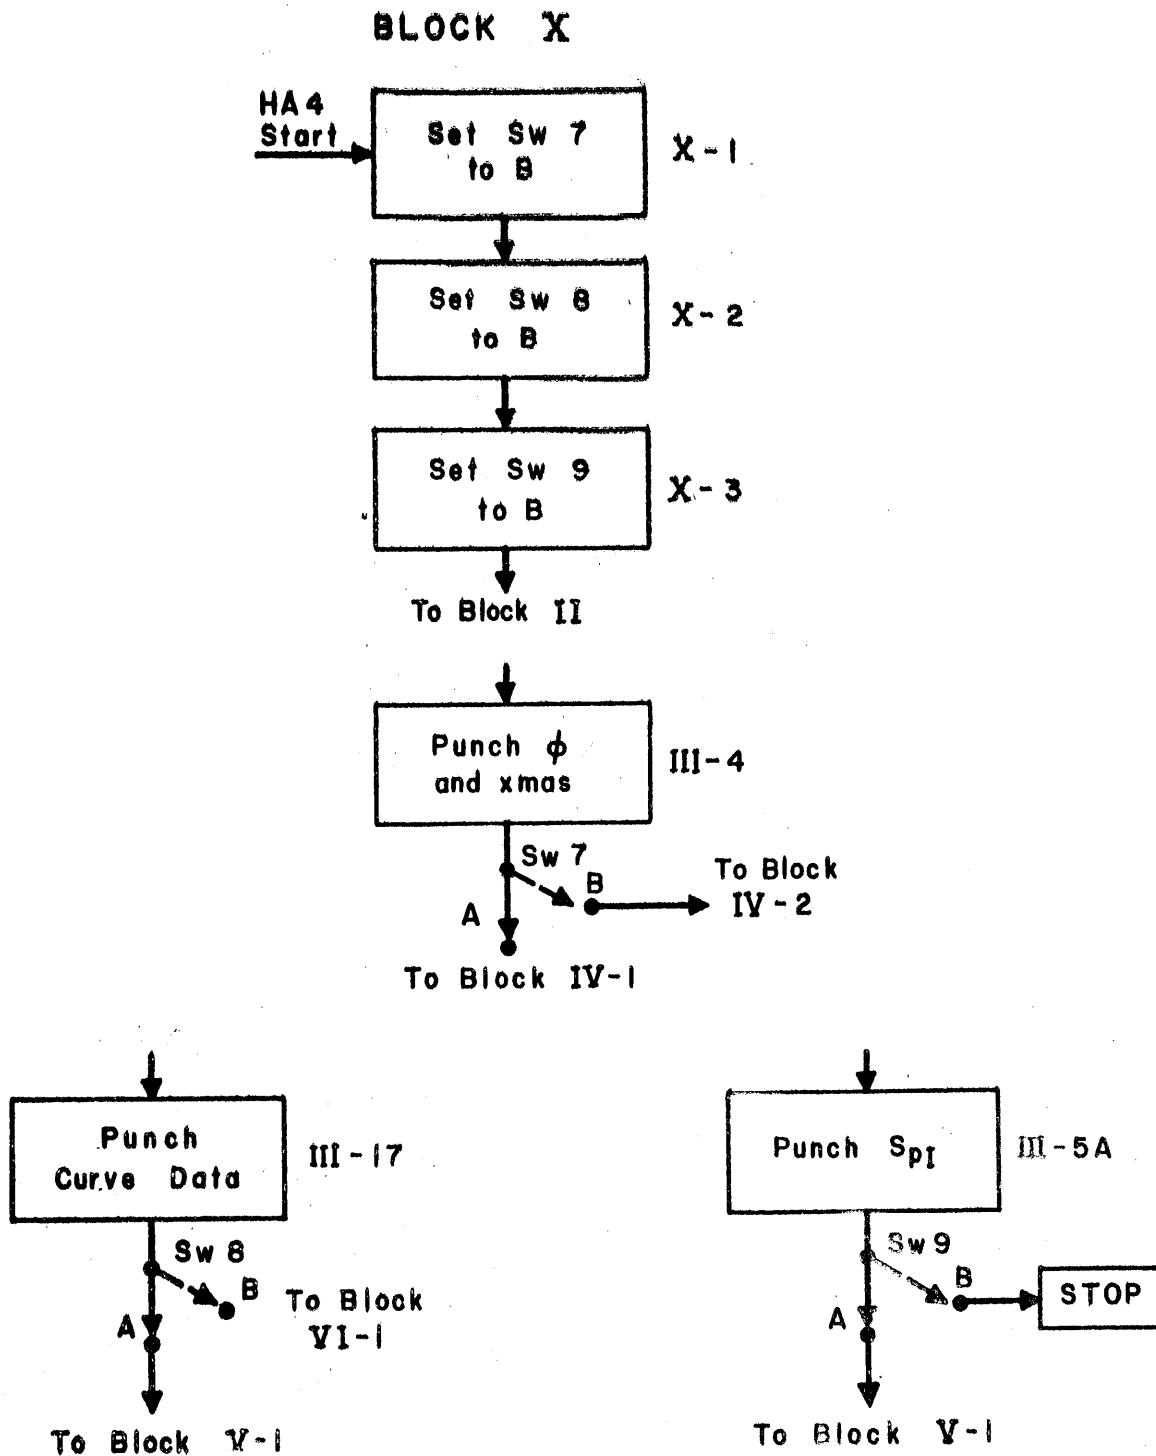 BLOCK X
HA4
Start
Set Sw 7
to B
X-1
Set Sw 8
to B
X-2
Set Sw 9
to B
X-3
To Block II
Punch ϕ
and xmas
III-4
Sw 7
B
A
To Block
IV-2
To Block IV-1
Punch
Curve Data
III-17
Sw 8
B
A
To Block
VI-1
To Block V-1
Punch SPI
III-5A
Sw 9
B
A
STOP
To Block V-1